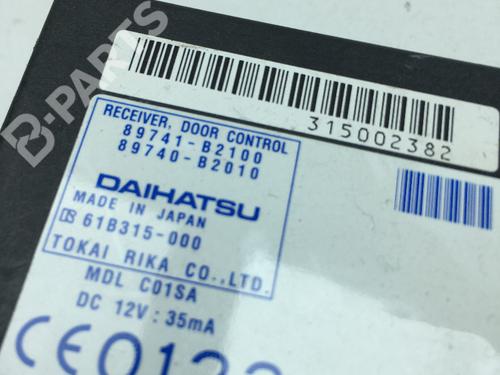 B-PARTS
315002382
RECEIVER, DOOR CONTROL
89741-B2100
89740-B2010
DAIHATSU
MADE IN JAPAN
61B315-000
TOKAI RIKA CO.,LTD.
MDL C01SA
DC 12V:35mA